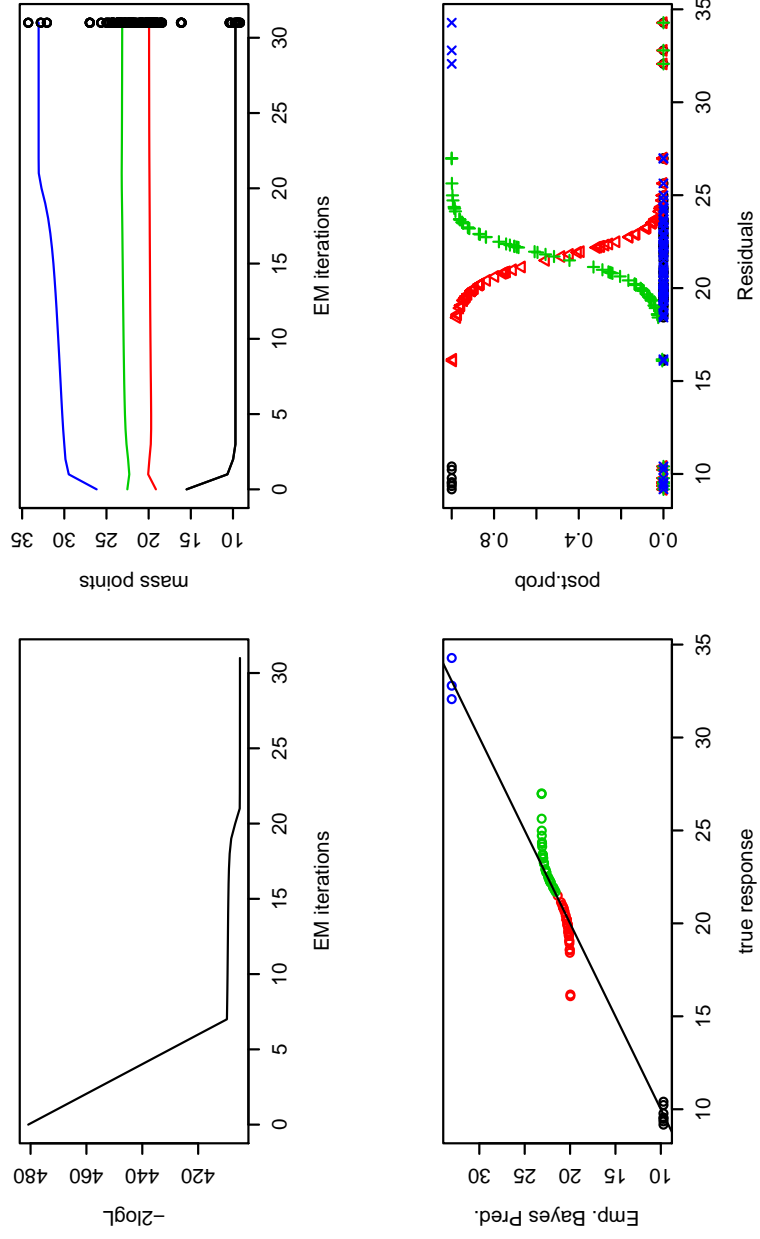 −2logL
420 440 460 480
0 5 10 15 20 25 30
EM iterations
mass points
10 20 30 35
0 5 10 15 20 25 30
EM iterations
Emp. Bayes Pred.
10 15 20 25 30
10 15 20 25 30 35
true response
post.prob
0.0 0.4 0.8
10 15 20 25 30 35
Residuals